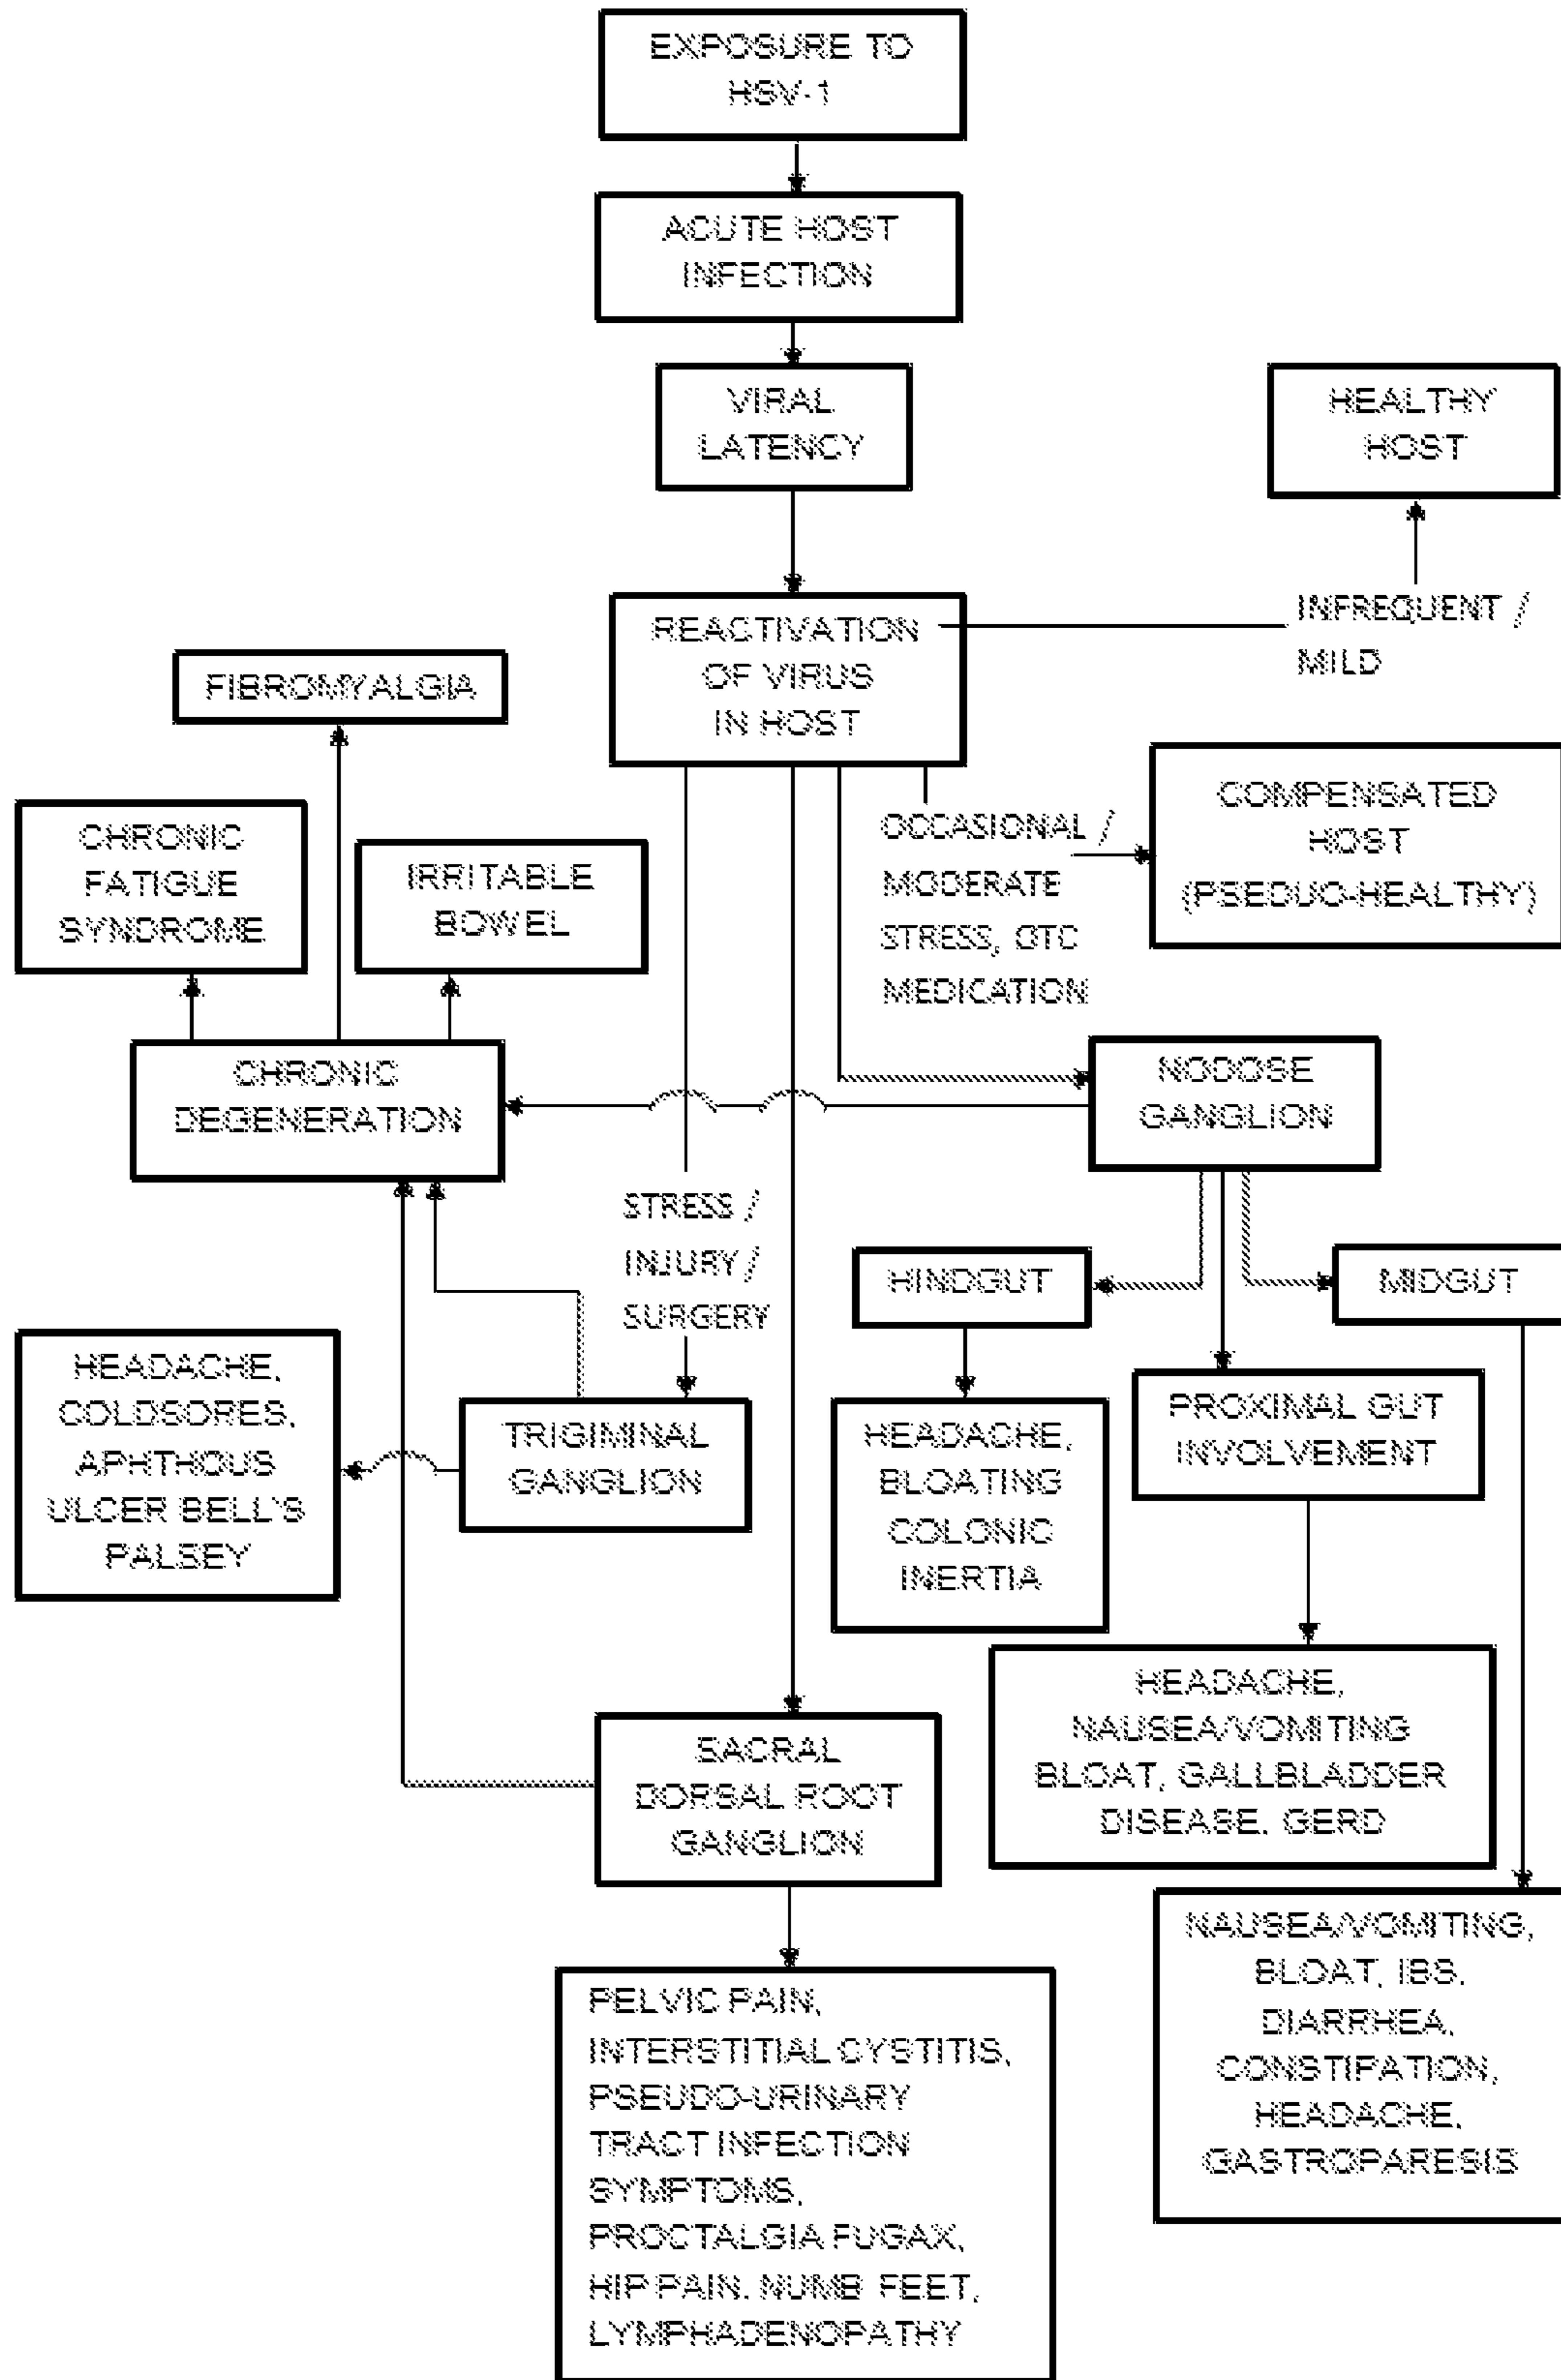 EXPOSURE TO
HSV-1
ACUTE HOST
INFECTION
VIRAL
LATENCY
HEALTHY
HOST
REACTIVATION
OF VIRUS
IN HOST
INFREQUENT /
MILD
FIBROMYALGIA
CHRONIC
FATIGUE
SYNDROME
IRRITABLE
BOWEL
OCCASIONAL /
MODERATE
STRESS, OTC
MEDICATION
COMPENSATED
HOST
(PSEDUO-HEALTHY)
CHRONIC
DEGENERATION
NODOSE
GANGLION
STRESS /
INJURY /
SURGERY
HINDGUT
MIDGUT
HEADACHE,
COLDSORES,
APHTHOUS
ULCER BELL'S
PALSEY
TRIGIMINAL
GANGLION
HEADACHE,
BLOATING
COLONIC
INERTIA
PROXIMAL GUT
INVOLVEMENT
SACRAL
DORSAL ROOT
GANGLION
HEADACHE,
NAUSEA/VOMITING
BLOAT, GALLBLADDER
DISEASE, GERD
NAUSEA/VOMITING,
BLOAT, IBS,
DIARRHEA,
CONSTIPATION,
HEADACHE,
GASTROPARESIS
PELVIC PAIN,
INTERSTITIAL CYSTITIS,
PSEUDO-URINARY
TRACT INFECTION
SYMPTOMS,
PROCTALGIA FUGAX,
HIP PAIN, NUMB FEET,
LYMPHADENOPATHY